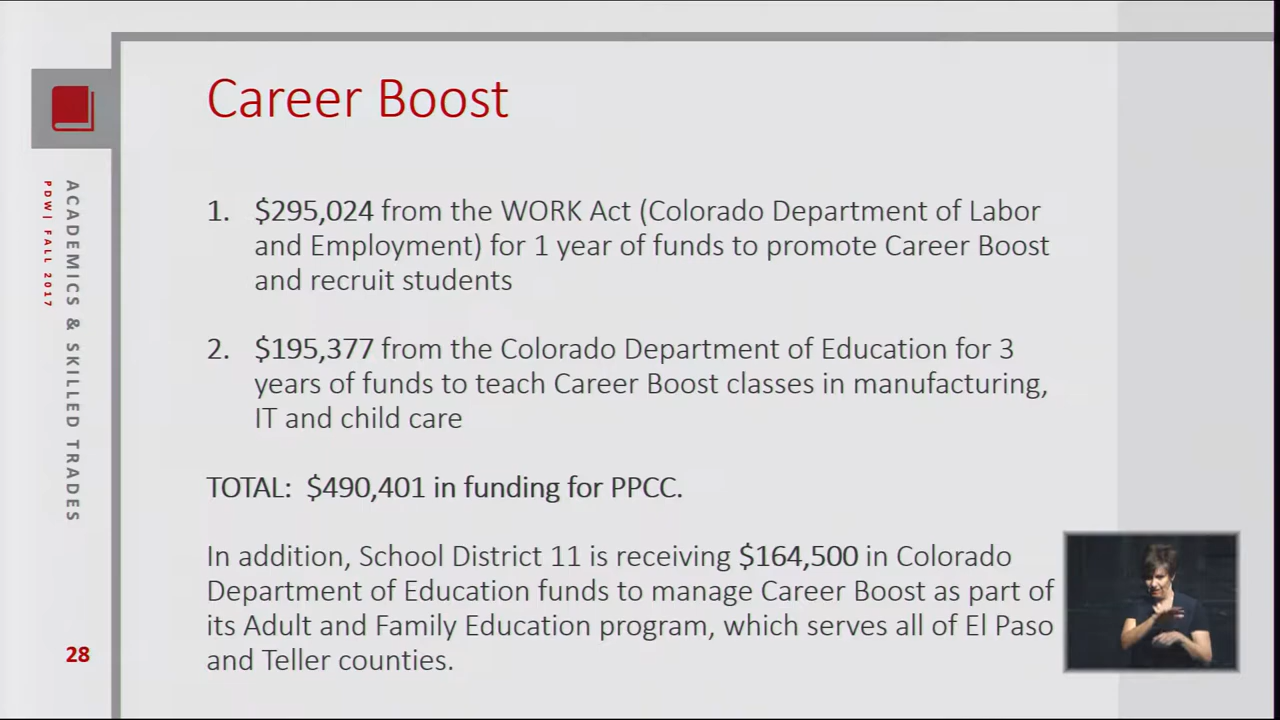 Career Boost
ACADEMICS & SKILLED TRADES
PDW| FALL 2017
1. $295,024 from the WORK Act (Colorado Department of Labor
and Employment) for 1 year of funds to promote Career Boost
and recruit students
2. $195,377 from the Colorado Department of Education for 3
years of funds to teach Career Boost classes in manufacturing,
IT and child care
TOTAL: $490,401 in funding for PPCC.
In addition, School District 11 is receiving $164,500 in Colorado
Department of Education funds to manage Career Boost as part of
its Adult and Family Education program, which serves all of El Paso
and Teller counties.
28